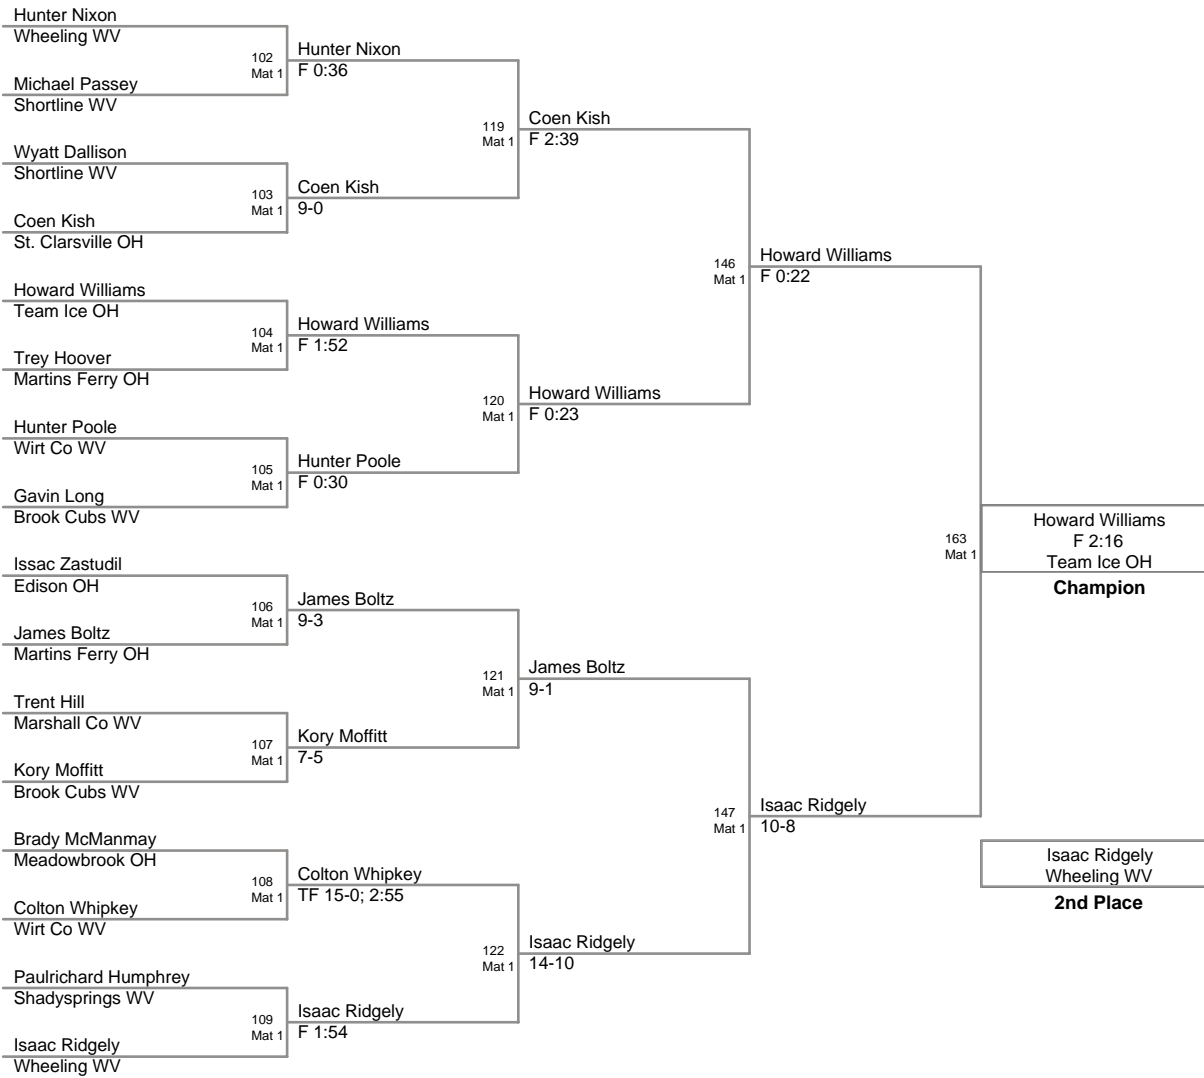 Hunter Nixon
Wheeling WV
Michael Passey
Shortline WV
Wyatt Dallison
Shortline WV
Coen Kish
St. Clarsville OH
Howard Williams
Team Ice OH
Trey Hoover
Martins Ferry OH
Hunter Poole
Wirt Co WV
Gavin Long
Brook Cubs WV
Issac Zastudil
Edison OH
James Boltz
Martins Ferry OH
Trent Hill
Marshall Co WV
Kory Moffitt
Brook Cubs WV
Brady McManmay
Meadowbrook OH
Colton Whipkey
Wirt Co WV
Paulrichard Humphrey
Shadysprings WV
Isaac Ridgely
Wheeling WV
102
Mat 1
Hunter Nixon
F 0:36
103
Mat 1
Coen Kish
9-0
104
Mat 1
Howard Williams
F 1:52
105
Mat 1
Hunter Poole
F 0:30
106
Mat 1
James Boltz
9-3
107
Mat 1
Kory Moffitt
7-5
108
Mat 1
Colton Whipkey
TF 15-0; 2:55
109
Mat 1
Isaac Ridgely
F 1:54
119
Mat 1
Coen Kish
F 2:39
120
Mat 1
Howard Williams
F 0:23
121
Mat 1
James Boltz
9-1
122
Mat 1
Isaac Ridgely
14-10
146
Mat 1
Howard Williams
F 0:22
147
Mat 1
Isaac Ridgely
10-8
163
Mat 1
Howard Williams
F 2:16
Team Ice OH
Champion
Isaac Ridgely
Wheeling WV
2nd Place